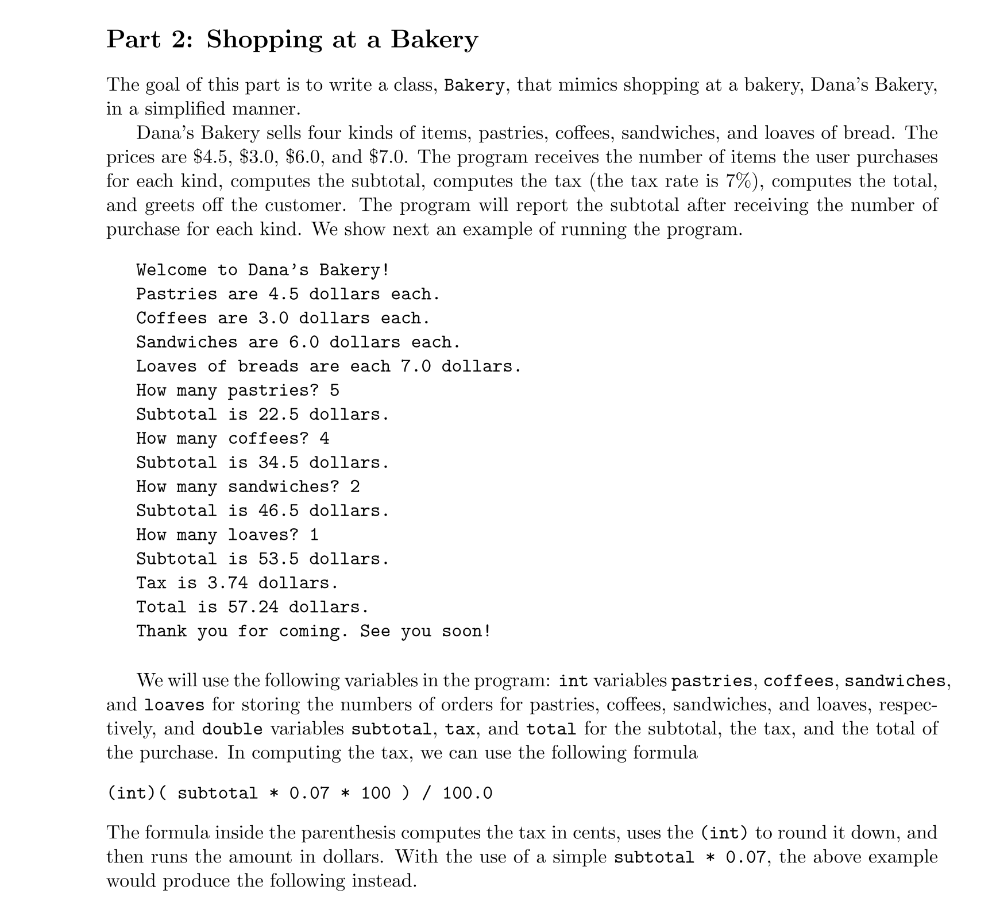 Part 2: Shopping at a Bakery
The goal of this part is to write a class, Bakery, that mimics shopping at a bakery, Dana's Bakery,
in a simplified manner.
Dana's Bakery sells four kinds of items, pastries, coffees, sandwiches, and loaves of bread. The
prices are $4.5, $3.0, $6.0, and $7.0. The program receives the number of items the user purchases
for each kind, computes the subtotal, computes the tax (the tax rate is 7%), computes the total,
and greets off the customer. The program will report the subtotal after receiving the number of
purchase for each kind. We show next an example of running the program.
Welcome to Dana's Bakery!
Pastries are 4.5 dollars each.
Coffees are 3.0 dollars each.
Sandwiches are 6.0 dollars each.
Loaves of breads are each 7.0 dollars.
How many pastries? 5
Subtotal is 22.5 dollars.
How many coffees? 4
Subtotal is 34.5 dollars.
How many sandwiches? 2
Subtotal is 46.5 dollars.
How many loaves? 1
Subtotal is 53.5 dollars.
Tax is 3.74 dollars.
Total is 57.24 dollars.
Thank you for coming. See you soon!
We will use the following variables in the program: int variables pastries, coffees, sandwiches,
and loaves for storing the numbers of orders for pastries, coffees, sandwiches, and loaves, respec-
tively, and double variables subtotal, tax, and total for the subtotal, the tax, and the total of
the purchase. In computing the tax, we can use the following formula
(int)( subtotal * 0.07 * 100 ) / 100.0
The formula inside the parenthesis computes the tax in cents, uses the (int) to round it down, and
then runs the amount in dollars. With the use of a simple subtotal * 0.07, the above example
would produce the following instead.